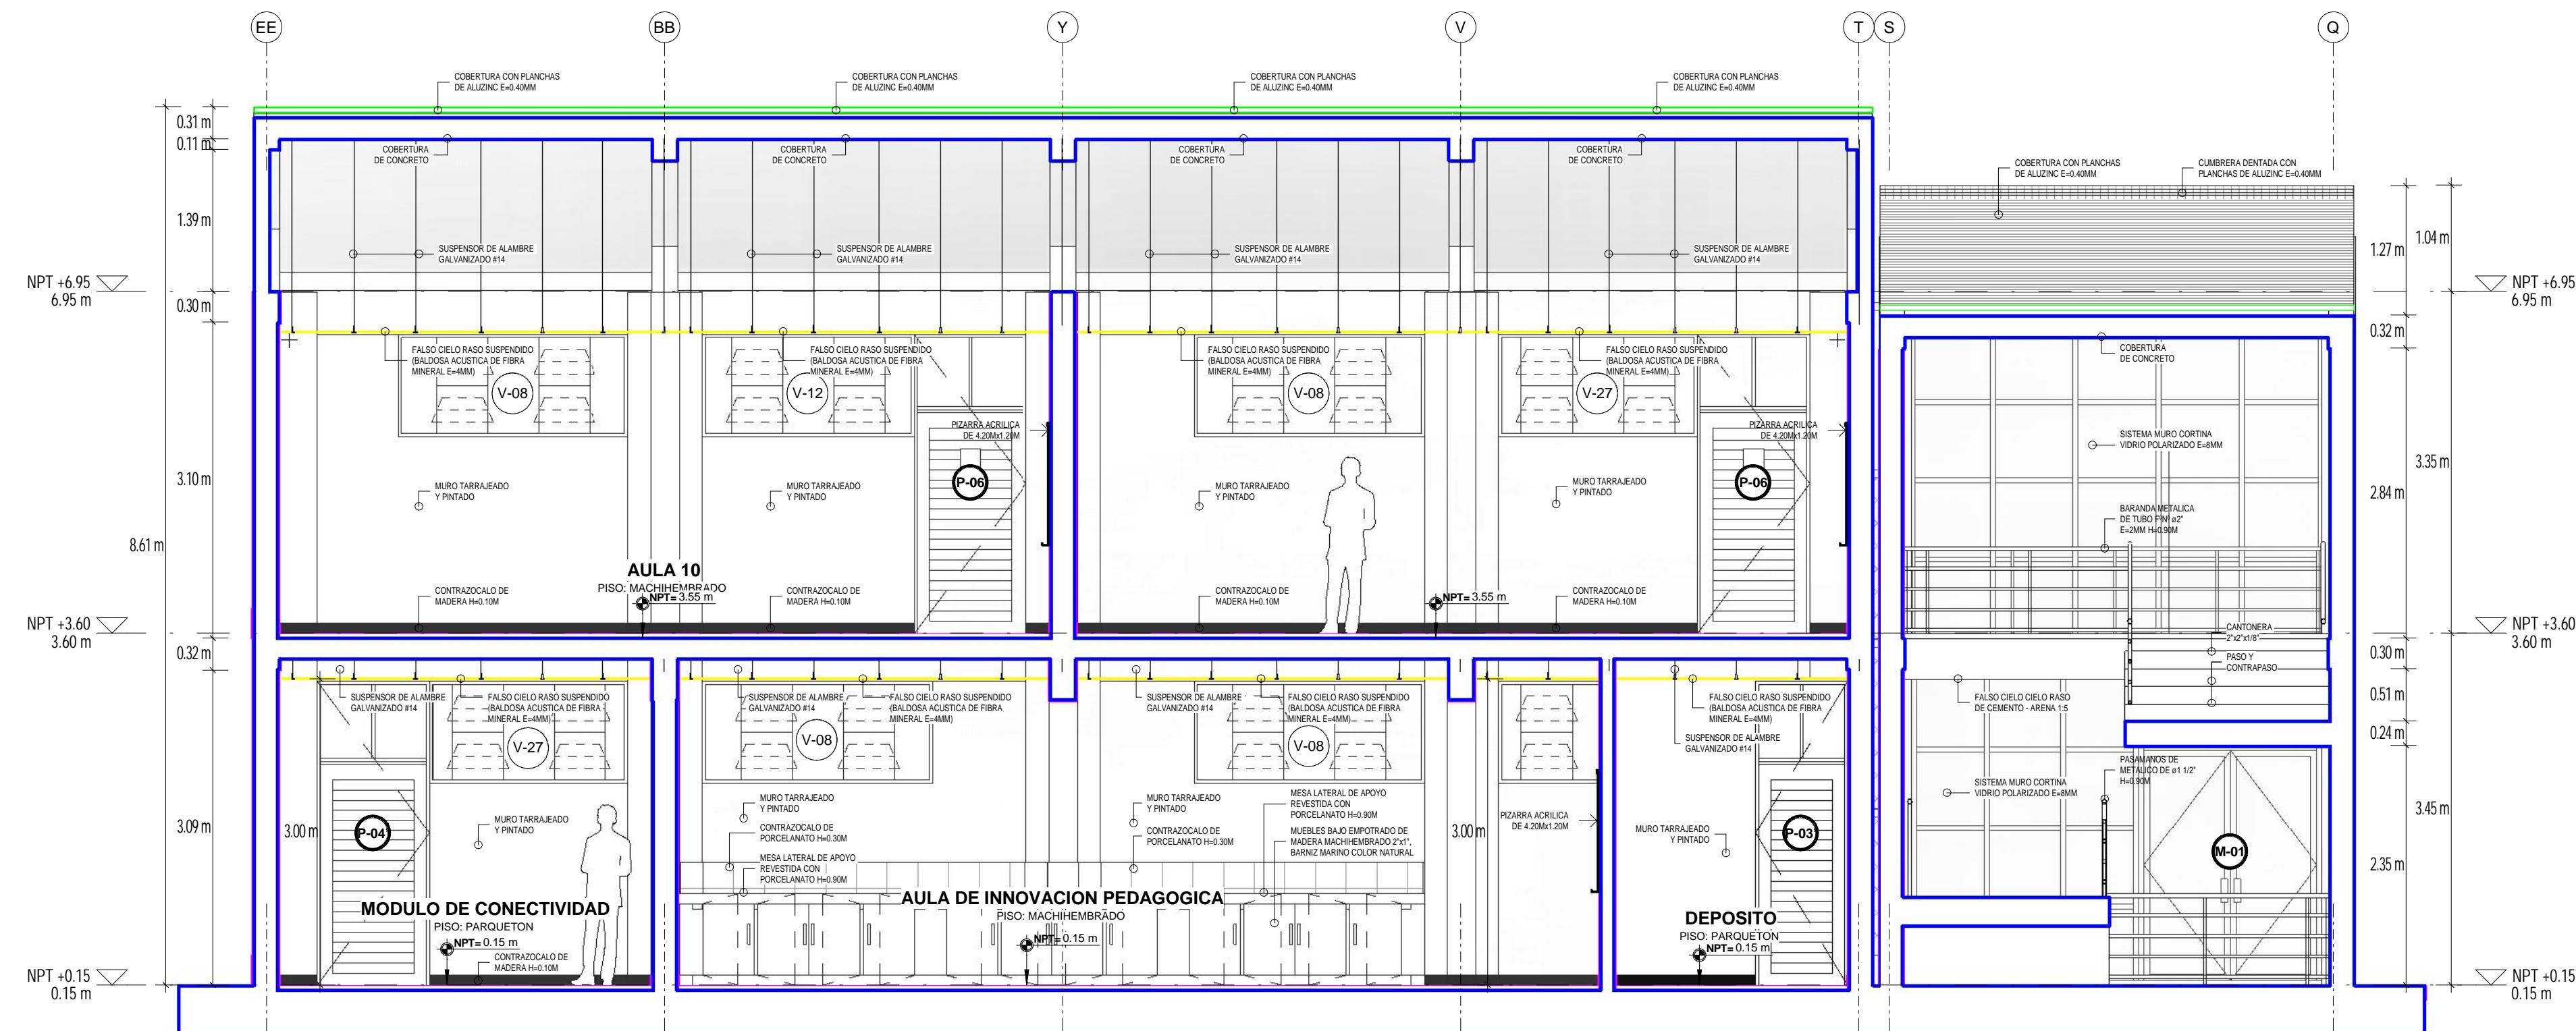 EE
BB
Y
V
T
S
Q
COBERTURA CON PLANCHAS
DE ALUZINC E=0.40MM
COBERTURA CON PLANCHAS
DE ALUZINC E=0.40MM
COBERTURA CON PLANCHAS
DE ALUZINC E=0.40MM
COBERTURA CON PLANCHAS
DE ALUZINC E=0.40MM
0.31 m
0.11 m
1.39 m
0.30 m
3.10 m
8.61 m
0.32 m
3.09 m
NPT +6.95
6.95 m
NPT +3.60
3.60 m
NPT +0.15
0.15 m
COBERTURA
DE CONCRETO
COBERTURA
DE CONCRETO
COBERTURA
DE CONCRETO
COBERTURA
DE CONCRETO
SUSPENSOR DE ALAMBRE
GALVANIZADO #14
SUSPENSOR DE ALAMBRE
GALVANIZADO #14
SUSPENSOR DE ALAMBRE
GALVANIZADO #14
SUSPENSOR DE ALAMBRE
GALVANIZADO #14
FALSO CIELO RASO SUSPENDIDO
(BALDOSA ACUSTICA DE FIBRA
MINERAL E=4MM)
V-08
FALSO CIELO RASO SUSPENDIDO
(BALDOSA ACUSTICA DE FIBRA
MINERAL E=4MM)
V-12
FALSO CIELO RASO SUSPENDIDO
(BALDOSA ACUSTICA DE FIBRA
MINERAL E=4MM)
V-08
FALSO CIELO RASO SUSPENDIDO
(BALDOSA ACUSTICA DE FIBRA
MINERAL E=4MM)
V-27
PIZARRA ACRILICA
DE 4.20Mx1.20M
PIZARRA ACRILICA
DE 4.20Mx1.20M
P-06
P-06
MURO TARRAJEADO
Y PINTADO
MURO TARRAJEADO
Y PINTADO
MURO TARRAJEADO
Y PINTADO
MURO TARRAJEADO
Y PINTADO
AULA 10
PISO: MACHIHEMBRADO
NPT= 3.55 m
NPT= 3.55 m
CONTRAZOCALO DE
MADERA H=0.10M
CONTRAZOCALO DE
MADERA H=0.10M
CONTRAZOCALO DE
MADERA H=0.10M
CONTRAZOCALO DE
MADERA H=0.10M
SUSPENSOR DE ALAMBRE
GALVANIZADO #14
FALSO CIELO RASO SUSPENDIDO
(BALDOSA ACUSTICA DE FIBRA
MINERAL E=4MM)
V-27
SUSPENSOR DE ALAMBRE
GALVANIZADO #14
FALSO CIELO RASO SUSPENDIDO
(BALDOSA ACUSTICA DE FIBRA
MINERAL E=4MM)
V-08
SUSPENSOR DE ALAMBRE
GALVANIZADO #14
FALSO CIELO RASO SUSPENDIDO
(BALDOSA ACUSTICA DE FIBRA
MINERAL E=4MM)
V-08
FALSO CIELO RASO SUSPENDIDO
(BALDOSA ACUSTICA DE FIBRA
MINERAL E=4MM)
SUSPENSOR DE ALAMBRE
GALVANIZADO #14
3.00 m
P-04
MURO TARRAJEADO
Y PINTADO
MODULO DE CONECTIVIDAD
PISO: PARQUETON
NPT= 0.15 m
CONTRAZOCALO DE
MADERA H=0.10M
MURO TARRAJEADO
Y PINTADO
CONTRAZOCALO DE
PORCELANATO H=0.30M
MESA LATERAL DE APOYO
REVESTIDA CON
PORCELANATO H=0.90M
MURO TARRAJEADO
Y PINTADO
CONTRAZOCALO DE
PORCELANATO H=0.30M
MESA LATERAL DE APOYO
REVESTIDA CON
PORCELANATO H=0.90M
MUEBLES BAJO EMPOTRADO DE
MADERA MACHIHEMBRADO 2"x1",
BARNIZ MARINO COLOR NATURAL
AULA DE INNOVACION PEDAGOGICA
PISO: MACHIHEMBRADO
NPT= 0.15 m
3.00 m
PIZARRA ACRILICA
DE 4.20Mx1.20M
MURO TARRAJEADO
Y PINTADO
P-03
DEPOSITO
PISO: PARQUETON
NPT= 0.15 m
COBERTURA CON PLANCHAS
DE ALUZINC E=0.40MM
CUMBRERA DENTADA CON
PLANCHAS DE ALUZINC E=0.40MM
COBERTURA
DE CONCRETO
SISTEMA MURO CORTINA
VIDRIO POLARIZADO E=8MM
BARANDA METALICA
DE TUBO FºNº ø2"
E=2MM H=0.90M
CANTONERA
2"x2"x1/8"
PASO Y
CONTRAPASO
FALSO CIELO CIELO RASO
DE CEMENTO - ARENA 1:5
PASAMANOS DE
METALICO DE ø1 1/2"
H=0.90M
SISTEMA MURO CORTINA
VIDRIO POLARIZADO E=8MM
M-01
1.27 m
1.04 m
0.32 m
3.35 m
2.84 m
0.30 m
0.51 m
0.24 m
3.45 m
2.35 m
NPT +6.95
6.95 m
NPT +3.60
3.60 m
NPT +0.15
0.15 m